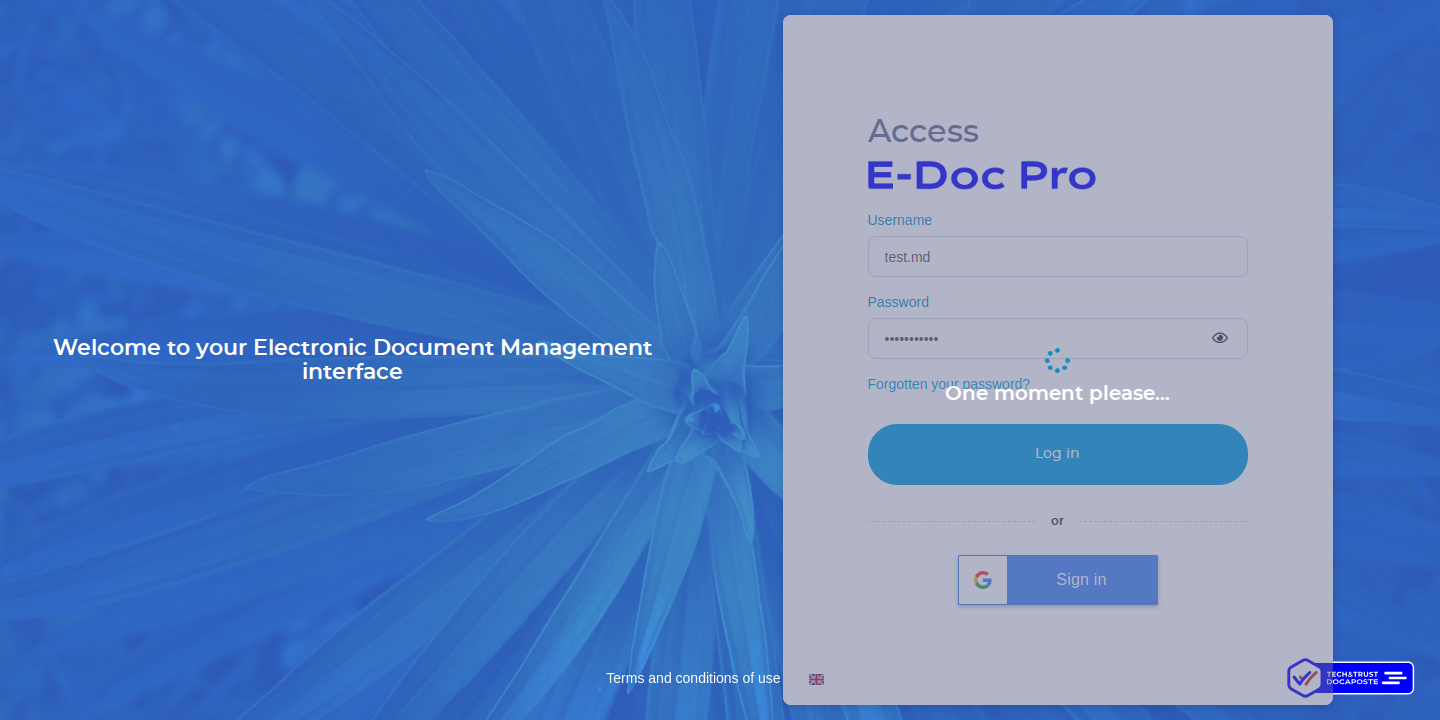 Welcome to your Electronic Document Management
interface
Access
E-Doc Pro
Username
test.md
Password
•••••••••••
Forgotten your password?
One moment please...
Log in
or
Sign in
Terms and conditions of use
TECH&TRUST
DOCAPOSTE